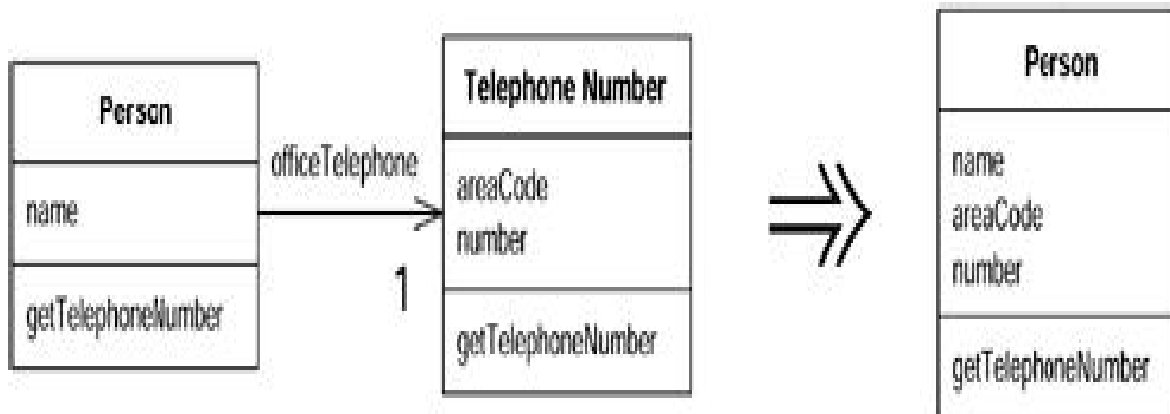 Person
name
getTelephoneNumber
officeTelephone
1
Telephone Number
areaCode
number
getTelephoneNumber
Person
name
areaCode
number
getTelephoneNumber